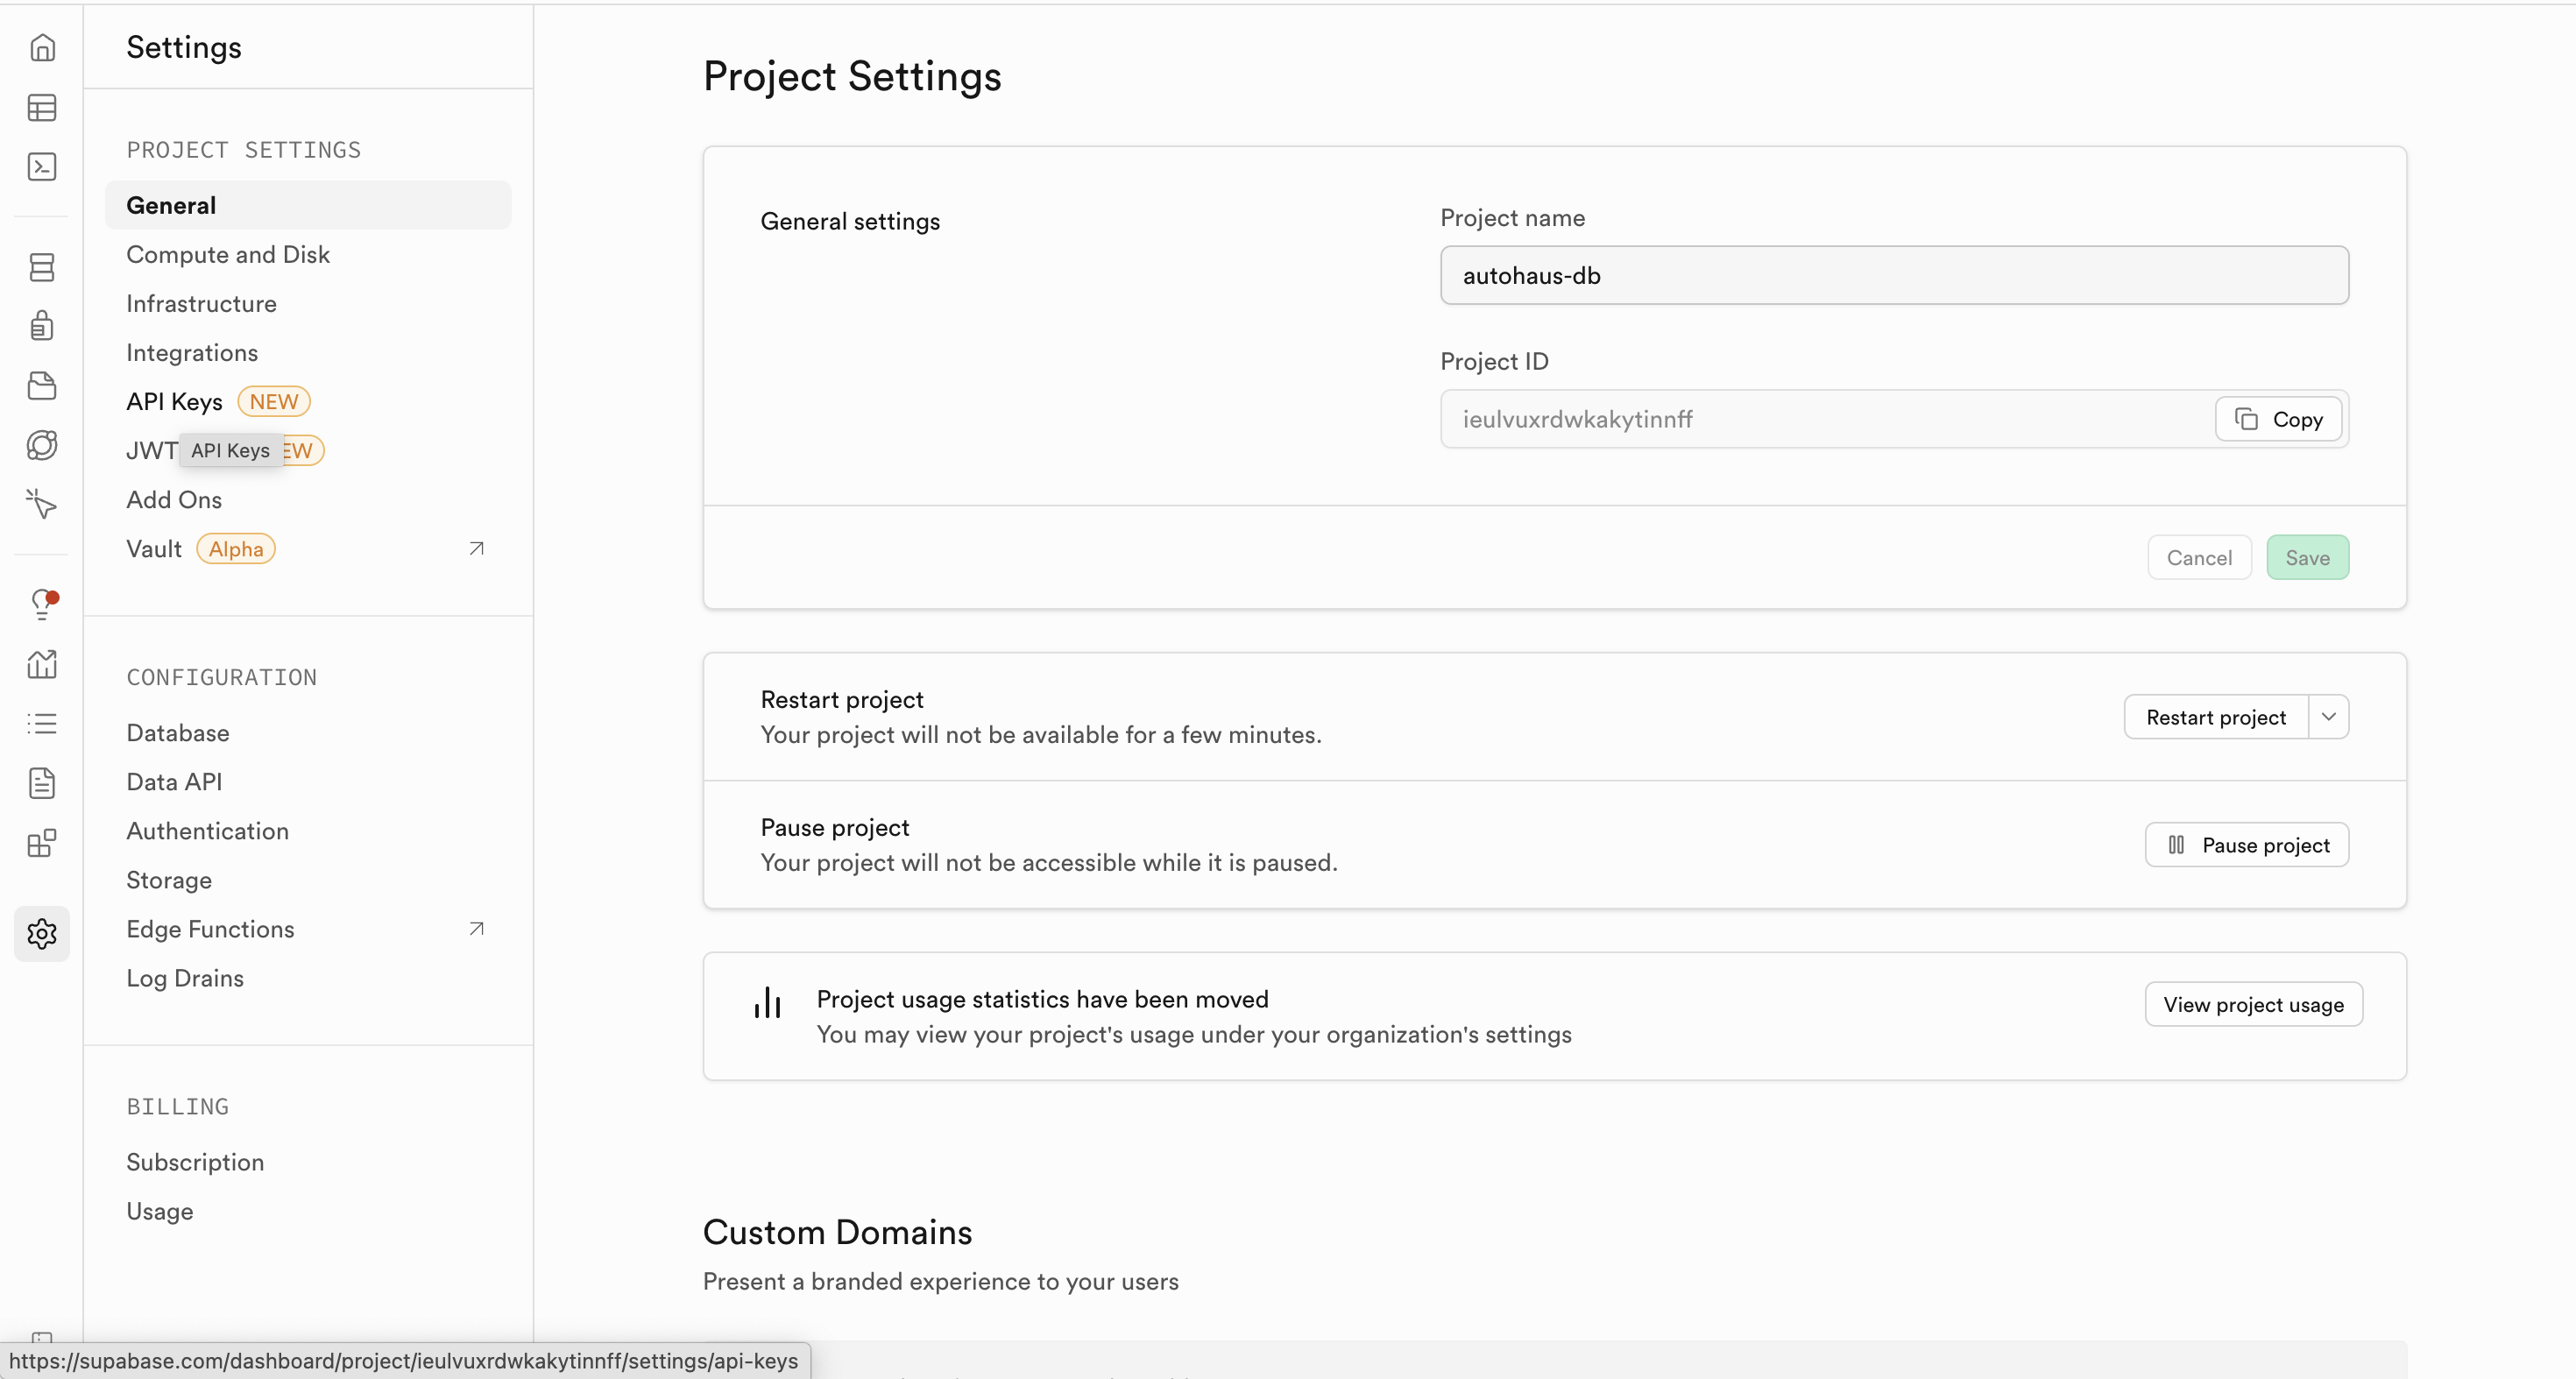 Settings
PROJECT SETTINGS
General
Compute and Disk
Infrastructure
Integrations
API Keys NEW
JWT API Keys EW
Add Ons
Vault Alpha
CONFIGURATION
Database
Data API
Authentication
Storage
Edge Functions
Log Drains
BILLING
Subscription
Usage
https://supabase.com/dashboard/project/ieulvuxrdwkakytinnff/settings/api-keys
Project Settings
General settings
Project name
autohaus-db
Project ID
ieulvuxrdwkakytinnff
Copy
Cancel
Save
Restart project
Your project will not be available for a few minutes.
Restart project
Pause project
Your project will not be accessible while it is paused.
Pause project
Project usage statistics have been moved
You may view your project's usage under your organization's settings
View project usage
Custom Domains
Present a branded experience to your users